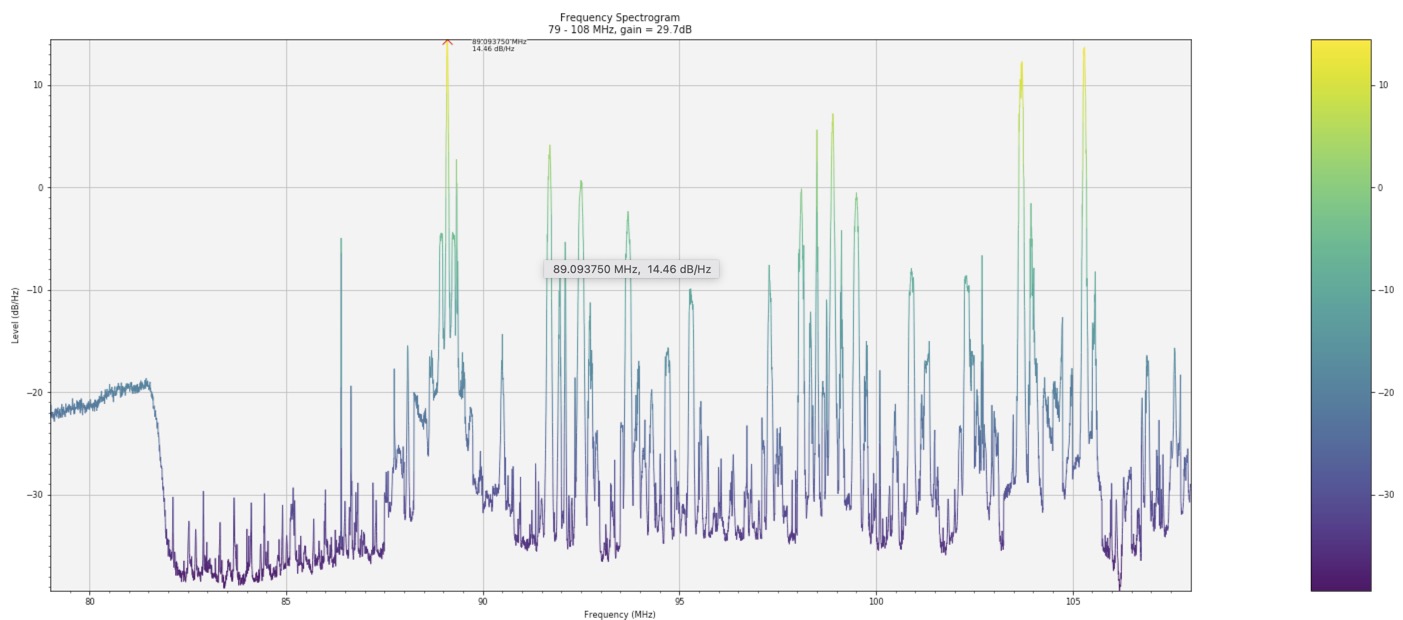 Frequency Spectrogram
79 - 108 MHz, gain = 29.7dB
89.093750 MHz
14.46 dB/Hz
89.093750 MHz, 14.46 dB/Hz
Level (dB/Hz)
10
0
−10
−20
−30
80
85
90
95
100
105
Frequency (MHz)
10
0
−10
−20
−30